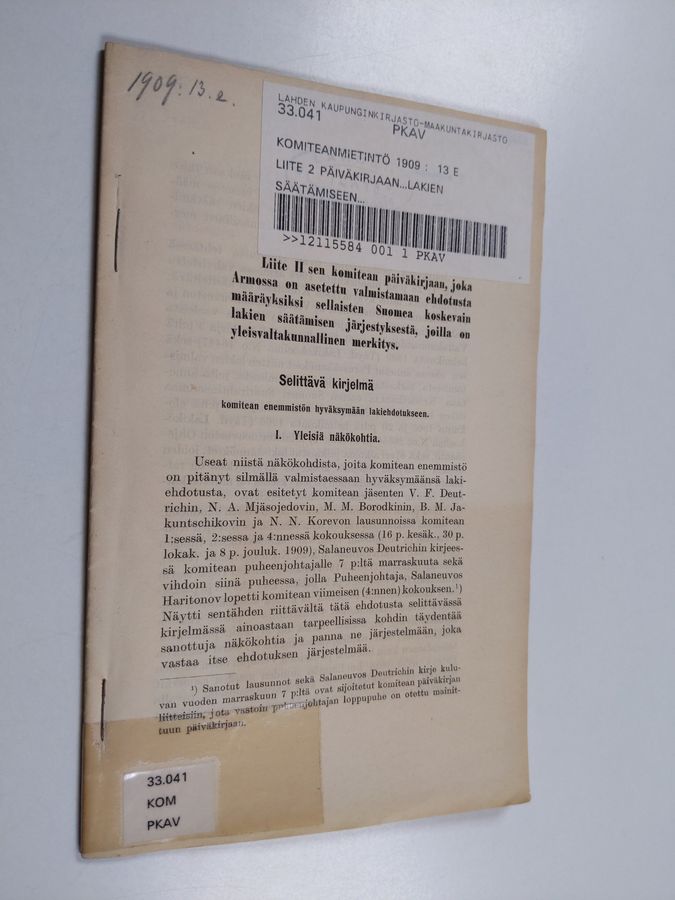 1909:13.e.
LAHDEN KAUPUNGINKIRJASTO-MAAKUNTAKIRJASTO
33.041
PKAV
KOMITEANMIETINTÖ 1909 : 13 E
LIITE 2 PÄIVÄKIRJAAN...LAKIEN
SÄÄTÄMISEEN...
>>12115584 001 1 PKAV
Liite II sen komitean päiväkirjaan, joka
Armossa on asetettu valmistamaan ehdotusta
määräyksiksi sellaisten Suomea koskevain
lakien säätämisen järjestyksestä, joilla on
yleisvaltakunnallinen merkitys.
Selittävä kirjelmä
komitean enemmistön hyväksymään lakiehdotukseen.
I. Yleisiä näkökohtia.
Useat niistä näkökohdista, joita komitean enemmistö
on pitänyt silmällä valmistaessaan hyväksymäänsä laki-
ehdotusta, ovat esitetyt komitean jäsenten V. F. Deut-
richin, N. A. Mjäsojedovin, M. M. Borodkinin, B. M. Ja-
kuntschikovin ja N. N. Korevon lausunnoissa komitean
1:sessä, 2:sessa ja 4:nnessä kokouksessa (16 p. kesäk., 30 p.
lokak. ja 8 p. jouluk. 1909), Salaneuvos Deutrichin kirjees-
sä komitean puheenjohtajalle 7 p:ltä marraskuuta sekä
vihdoin siinä puheessa, jolla Puheenjohtaja, Salaneuvos
Haritonov lopetti komitean viimeisen (4:nnen) kokouksen.¹)
Näytti sentähden riittävältä tätä ehdotusta selittävässä
kirjelmässä ainoastaan tarpeellisissa kohdin täydentää
sanottuja näkökohtia ja panna ne järjestelmään, joka
vastaa itse ehdotuksen järjestelmää.
¹) Sanotut lausunnot sekä Salaneuvos Deutrichin kirje kulu-
van vuoden marraskuun 7 p:ltä ovat sijoitetut komitean päiväkirjan
liitteisiin, jota vastoin puheenjohtajan loppupuhe on otettu mainit-
tuun päiväkirjaan.
33.041
KOM
PKAV